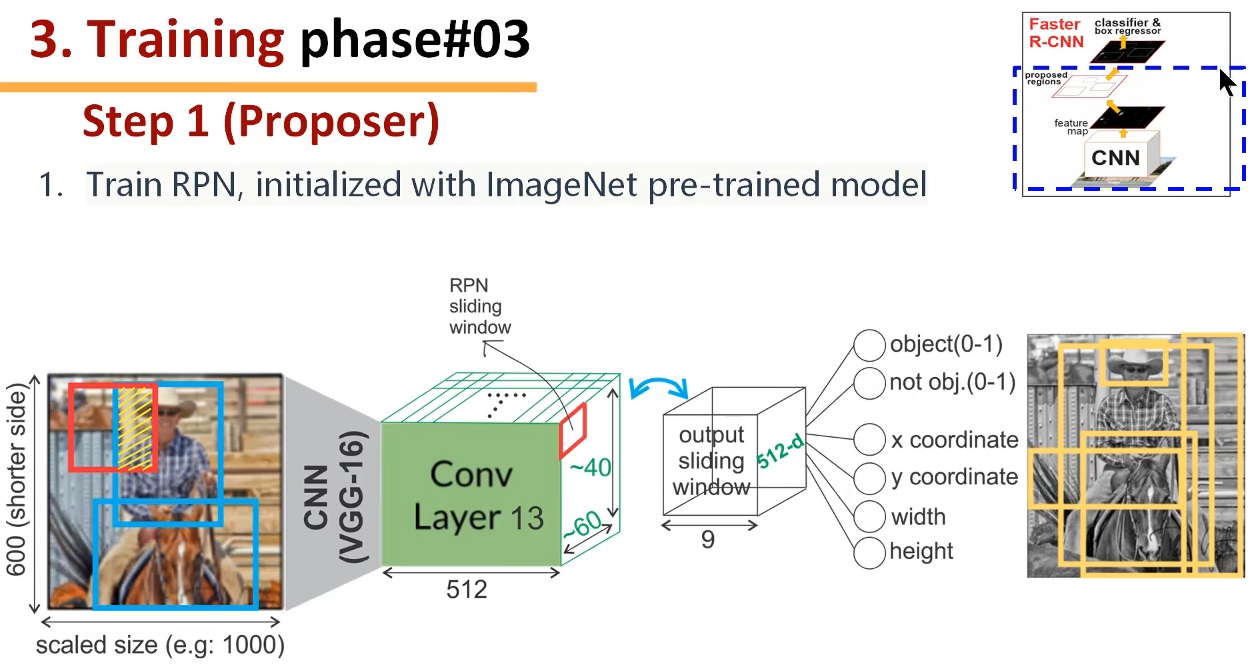 3. Training phase#03
Step 1 (Proposer)
1. Train RPN, initialized with ImageNet pre-trained model
Faster
R-CNN
classifier &
box regressor
proposed
regions
feature
map
CNN
RPN
sliding
window
600 (shorter side)
scaled size (e.g: 1000)
CNN
(VGG-16)
Conv
Layer 13
512
~40
~60
output
sliding
window
512-d
9
object(0-1)
not obj.(0-1)
x coordinate
y coordinate
width
height